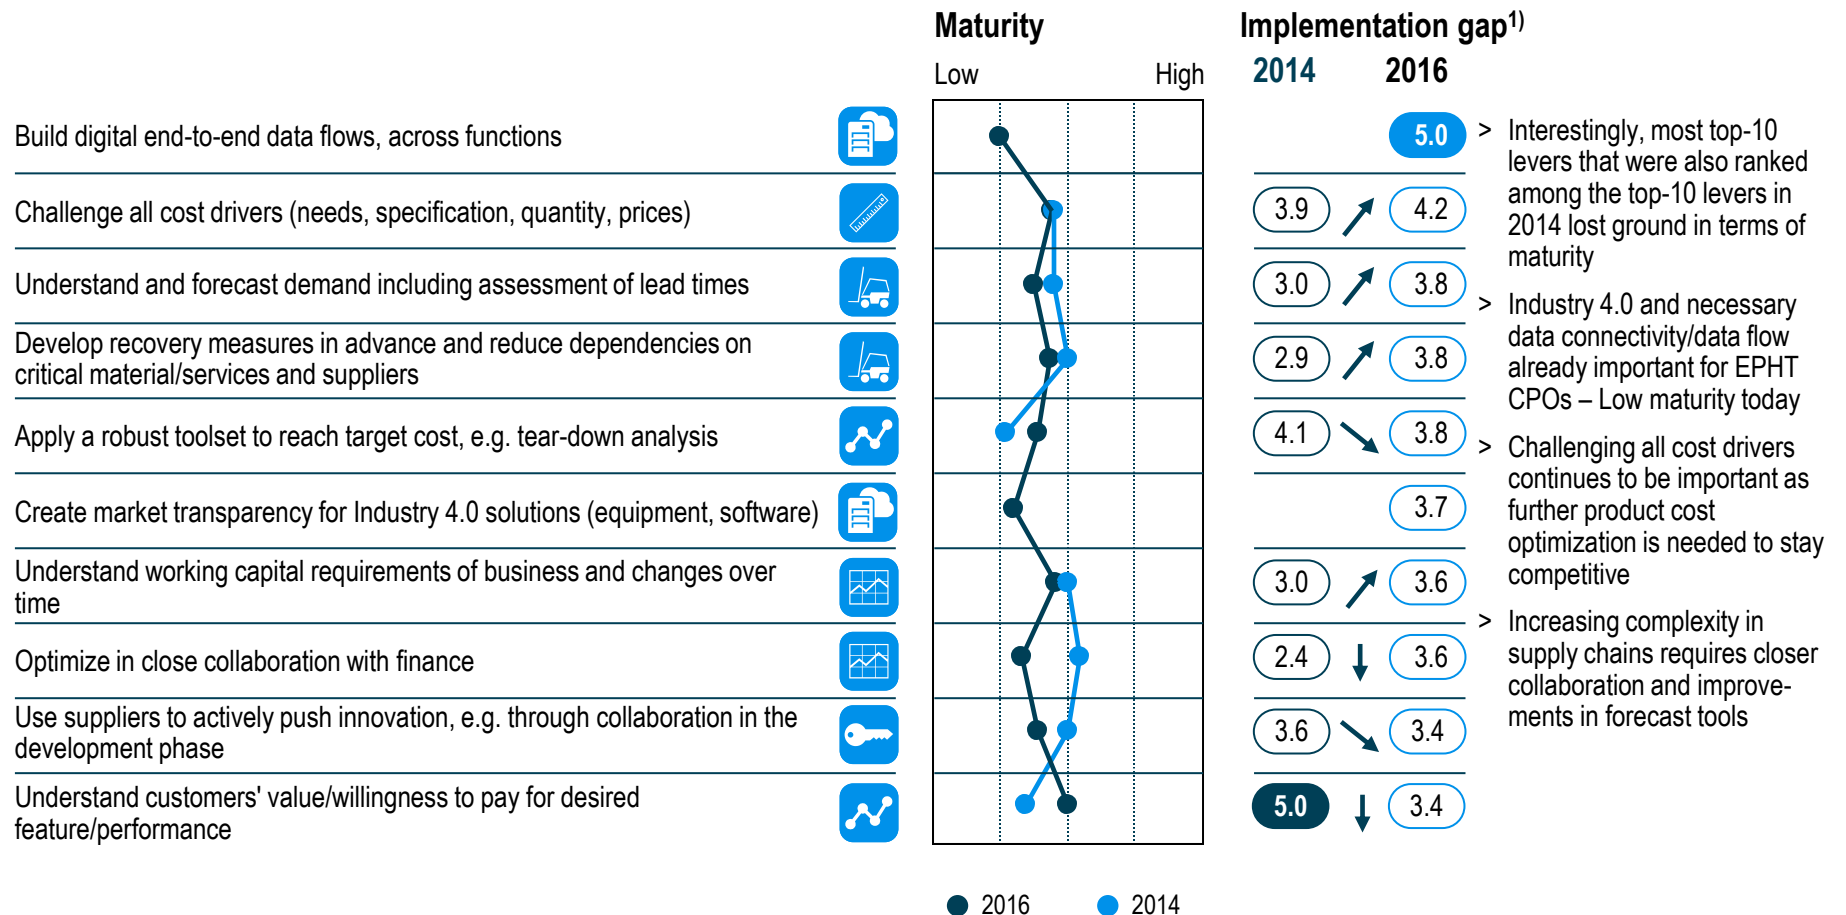 Maturity
Implementation gap1)
Low
High
2014
2016
Build digital end-to-end data flows, across functions
5.0
Challenge all cost drivers (needs, specification, quantity, prices)
3.9
4.2
Understand and forecast demand including assessment of lead times
3.0
3.8
Develop recovery measures in advance and reduce dependencies on
critical material/services and suppliers
2.9
3.8
Apply a robust toolset to reach target cost, e.g. tear-down analysis
4.1
3.8
Create market transparency for Industry 4.0 solutions (equipment, software)
3.7
Understand working capital requirements of business and changes over
time
3.0
3.6
Optimize in close collaboration with finance
2.4
3.6
Use suppliers to actively push innovation, e.g. through collaboration in the
development phase
3.6
3.4
Understand customers' value/willingness to pay for desired
feature/performance
5.0
3.4
> Interestingly, most top-10
levers that were also ranked
among the top-10 levers in
2014 lost ground in terms of
maturity
> Industry 4.0 and necessary
data connectivity/data flow
already important for EPHT
CPOs – Low maturity today
> Challenging all cost drivers
continues to be important as
further product cost
optimization is needed to stay
competitive
> Increasing complexity in
supply chains requires closer
collaboration and improve-
ments in forecast tools
2016
2014